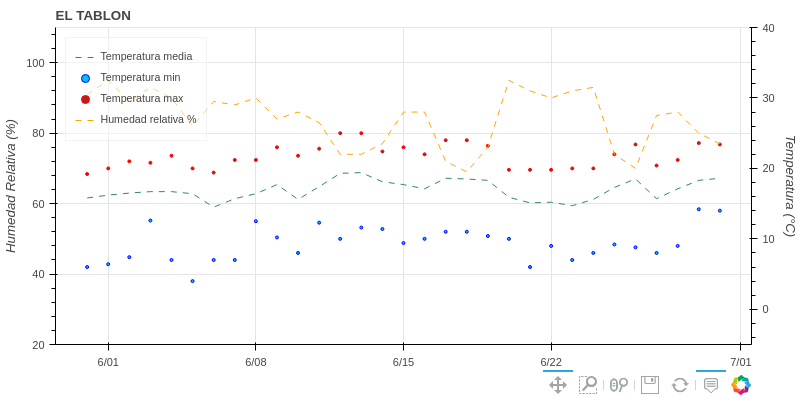 EL TABLON
Temperatura media
Temperatura min
Temperatura max
Humedad relativa %
Humedad Relativa (%)
100
80
60
40
20
40
30
20
10
0
Temperatura (°C)
6/01
6/08
6/15
6/22
7/01